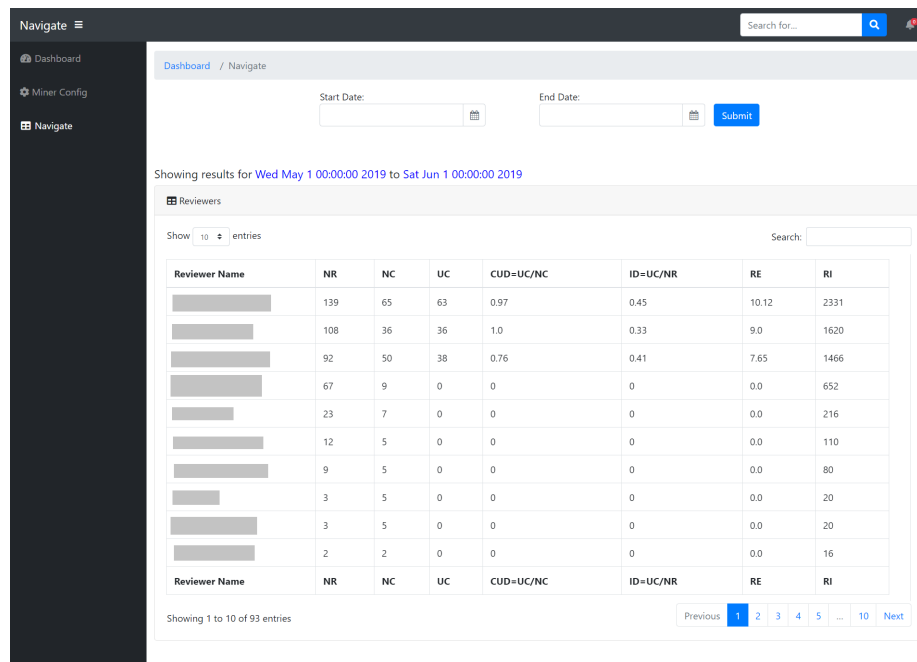 Navigate
Search for...
Dashboard
Miner Config
Navigate
Dashboard / Navigate
Start Date:
End Date:
Submit
Showing results for Wed May 1 00:00:00 2019 to Sat Jun 1 00:00:00 2019
Reviewers
Show 10 entries
Search:
Reviewer Name NR NC UC CUD=UC/NC ID=UC/NR RE RI
139 65 63 0.97 0.45 10.12 2331
108 36 36 1.0 0.33 9.0 1620
92 50 38 0.76 0.41 7.65 1466
67 9 0 0 0 0.0 652
23 7 0 0 0 0.0 216
12 5 0 0 0 0.0 110
9 5 0 0 0 0.0 80
3 5 0 0 0 0.0 20
3 5 0 0 0 0.0 20
2 2 0 0 0 0.0 16
Reviewer Name NR NC UC CUD=UC/NC ID=UC/NR RE RI
Showing 1 to 10 of 93 entries
Previous 1 2 3 4 5 ... 10 Next